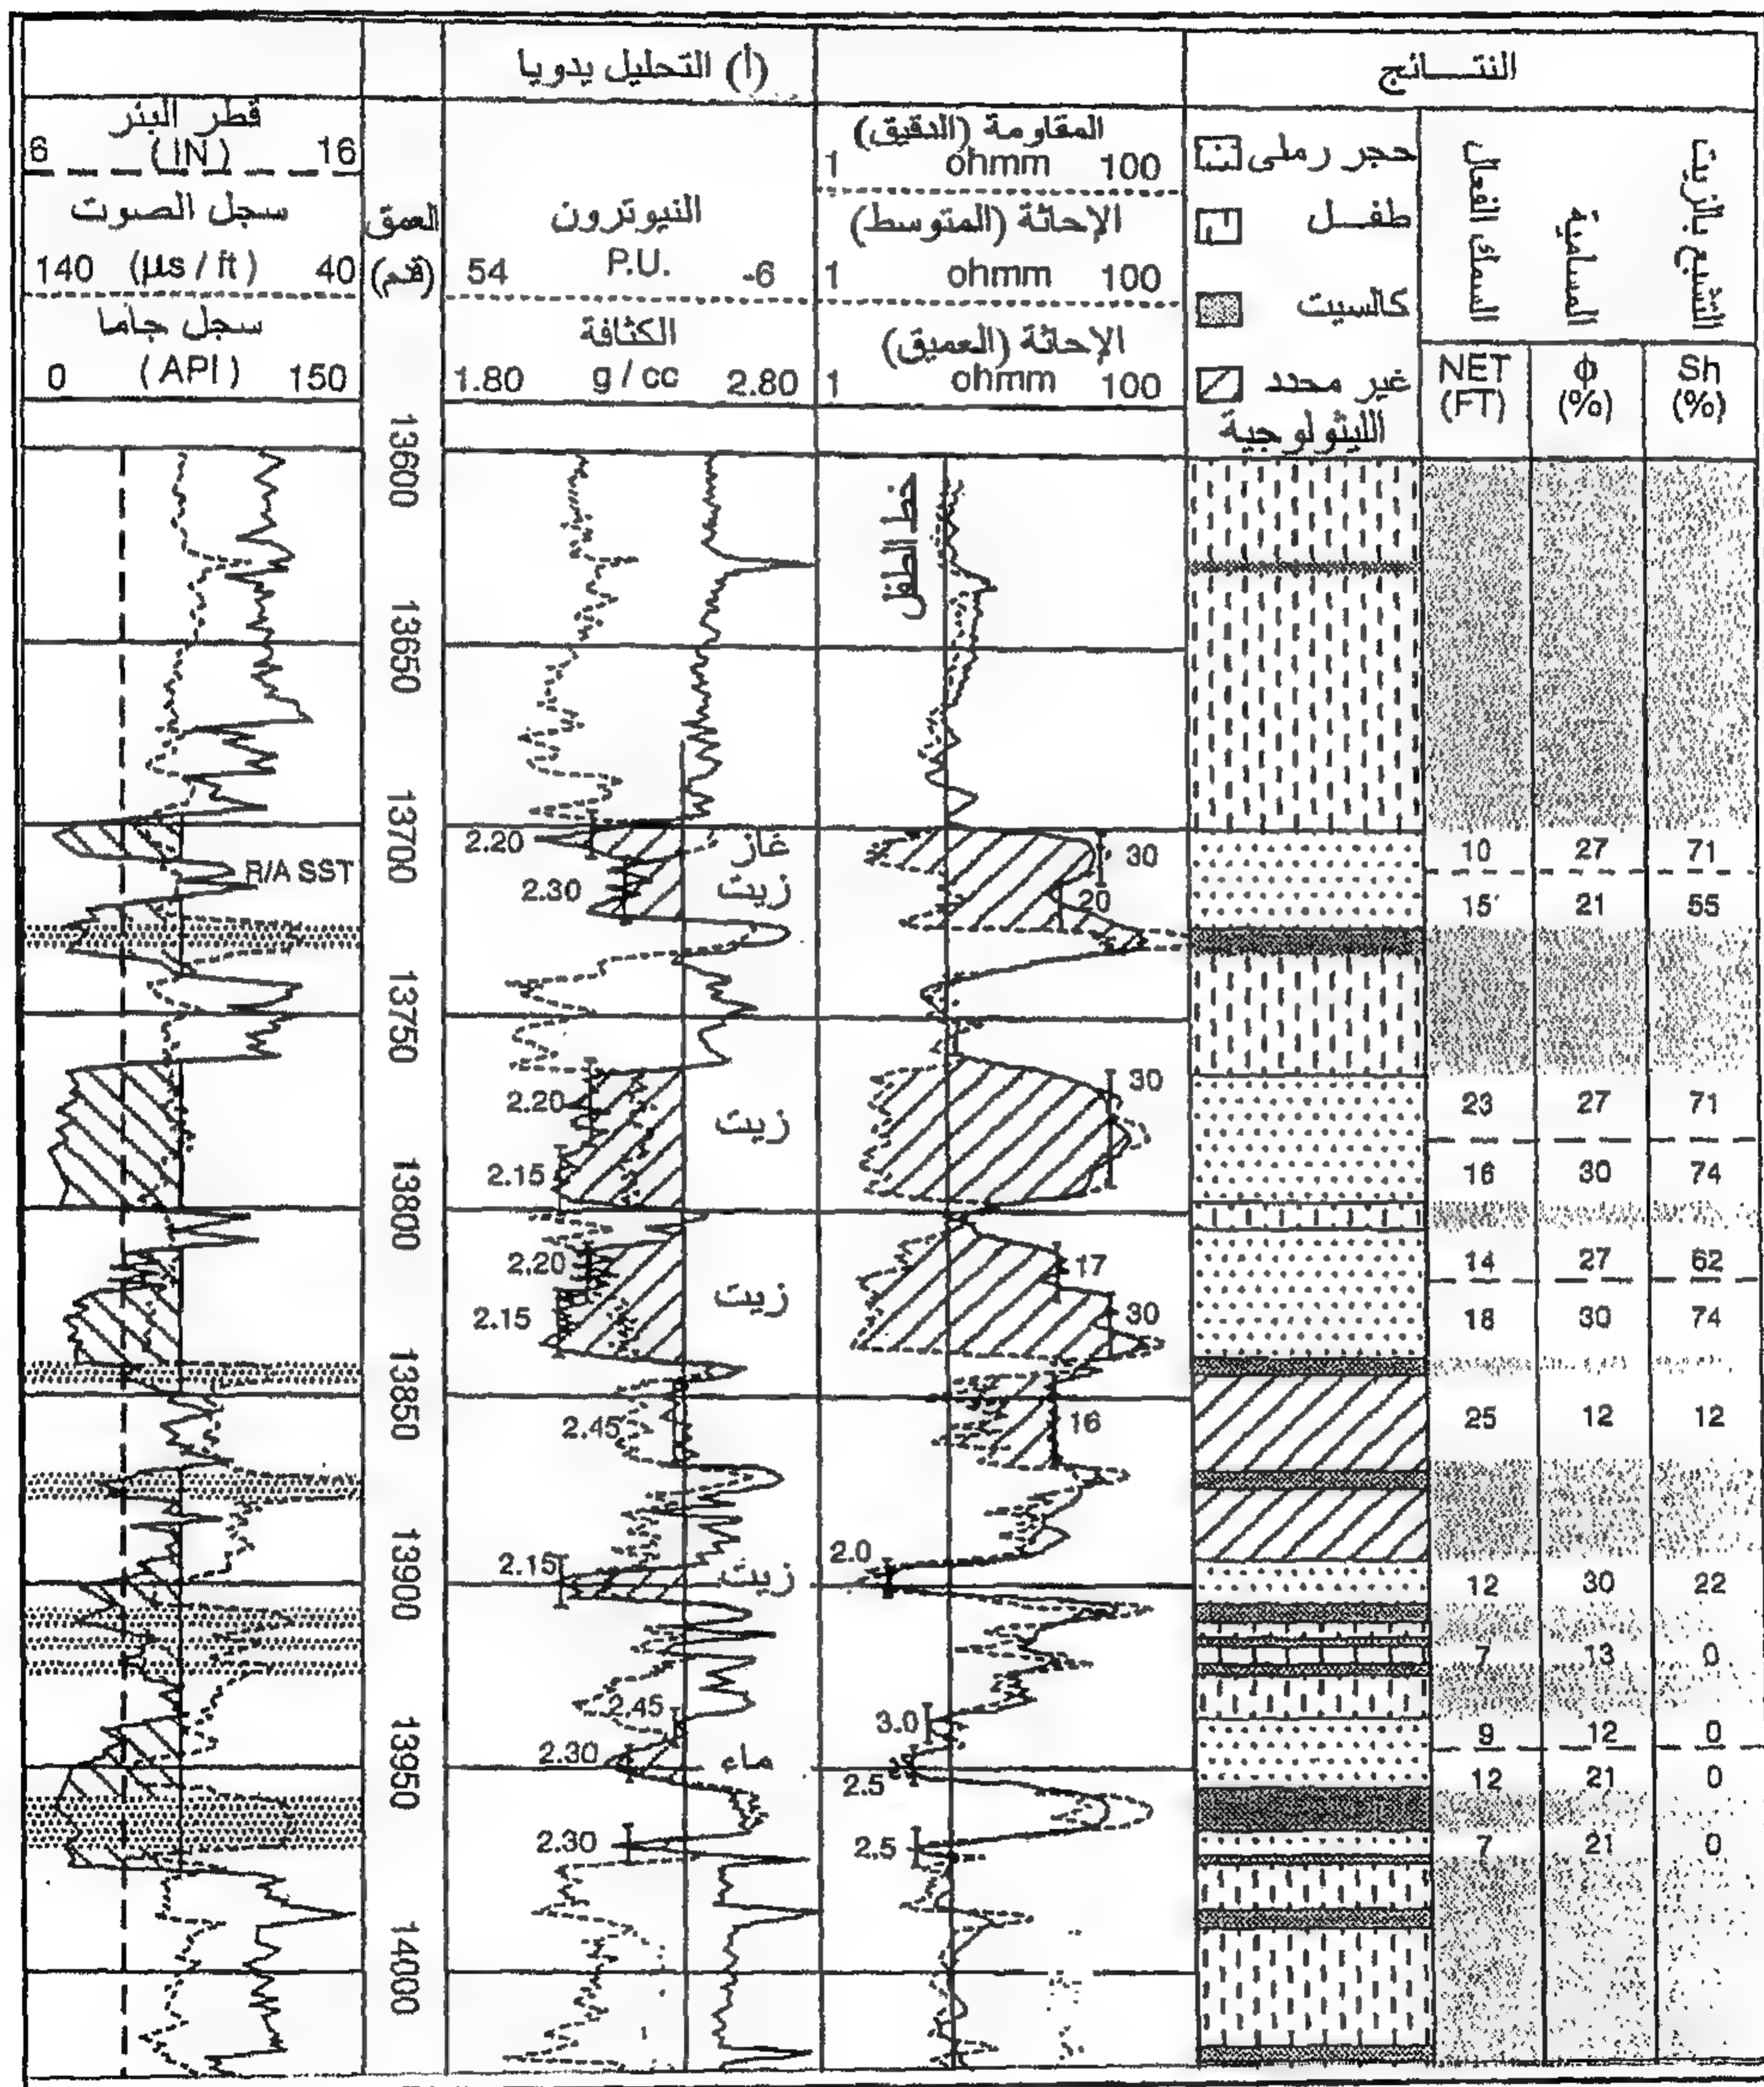 (أ) التحليل يدويا
النتـــائج
قطر البئر
6 (IN) 16
سجل الصوت
140 (µs / ft) 40
سجل جاما
(API)
0 150
العمق
(قدم)
النيوترون
P.U.
54 -6
الكثافة
1.80 g / cc 2.80
المقاومة (الدقيق)
1 ohmm 100
الإحاثة (المتوسط)
1 ohmm 100
الإحاثة (العميق)
1 ohmm 100
حجر رملى
طفــل
كالسيت
غير محدد
الليثولوجية
السمك الفعال
المسامية
التشبع بالزيت
NET (FT)
Φ (%)
Sh (%)
13600
خط الطفل
13650
13700
2.20
غاز
30
10 27 71
R/A SST
2.30
زيت
20
15 21 55
13750
2.20
زيت
30
23 27 71
2.15
16 30 74
13800
2.20
17
14 27 62
زيت
2.15
30
18 30 74
13850
2.45
16
25 12 12
2.15
زيت
2.0
13900
12 30 22
7 13 0
2.45
3.0
9 12 0
13950
2.30
ماء
2.5
12 21 0
2.30
2.5
7 21 0
14000